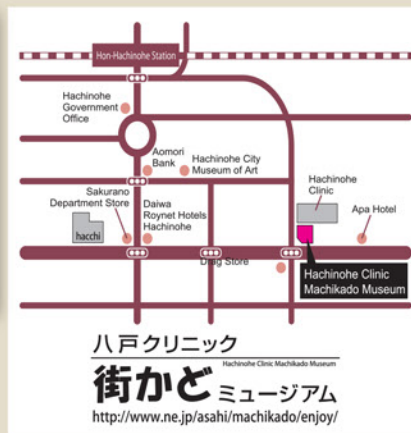 Hon-Hachinohe Station
Hachinohe
Government
Office
Aomori
Bank
Hachinohe City
Museum of Art
Sakurano
Department Store
Daiwa
Roynet Hotels
Hachinohe
hacchi
Hachinohe
Clinic
Apa Hotel
Drug Store
Hachinohe Clinic
Machikado Museum
八戸クリニック
Hachinohe Clinic Machikado Museum
街かどミュージアム
http://www.ne.jp/asahi/machikado/enjoy/